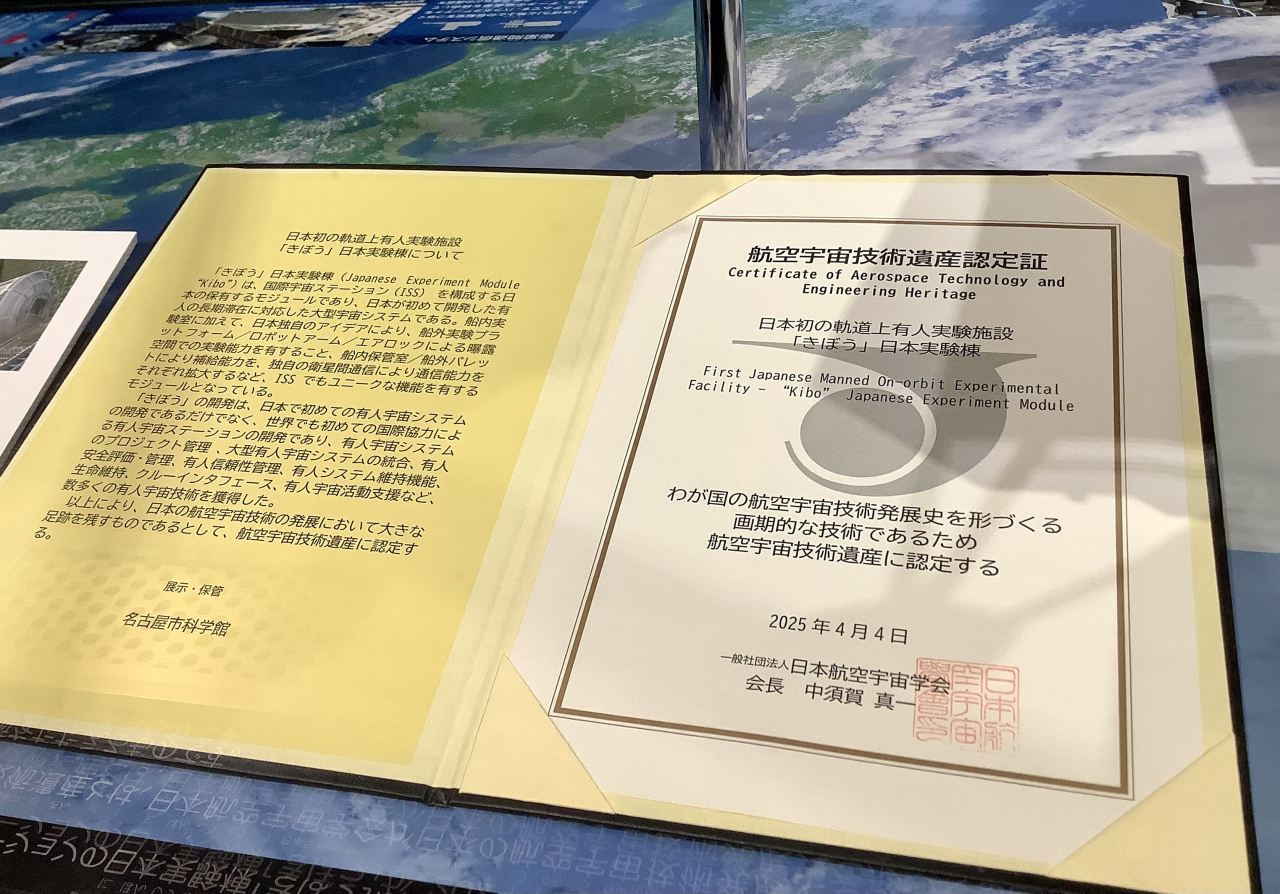 日本初の軌道上有人実験施設
「きぼう」日本実験棟について
「きぼう」日本実験棟 (Japanese Experiment Module
“Kibo”) は、国際宇宙ステーション (ISS) を構成する日
本の保有するモジュールであり、日本が初めて開発した有
人の長期滞在に対応した大型宇宙システムである。船内実
験室に加えて、日本独自のアイデアにより、船外実験プラ
ットフォーム／ロボットアーム／エアロックによる曝露
空間での実験能力を有すること、船内保管室／船外パレッ
トにより補給能力を、独自の衛星間通信により通信能力を
それぞれ拡大するなど、ISS でもユニークな機能を有する
モジュールとなっている。
「きぼう」の開発は、日本で初めての有人宇宙システム
の開発であるだけでなく、世界でも初めての国際協力によ
る有人宇宙ステーションの開発であり、有人宇宙システム
のプロジェクト管理、大型有人宇宙システムの統合、有人
安全評価・管理、有人信頼性管理、有人システム維持機能、
生命維持、クルーインタフェース、有人宇宙活動支援など、
数多くの有人宇宙技術を獲得した。
以上により、日本の航空宇宙技術の発展において大きな
足跡を残すものであるとして、航空宇宙技術遺産に認定す
る。
展示・保管
名古屋市科学館
航空宇宙技術遺産認定証
Certificate of Aerospace Technology and
Engineering Heritage
日本初の軌道上有人実験施設
「きぼう」日本実験棟
First Japanese Manned On-orbit Experimental
Facility - “Kibo” Japanese Experiment Module
わが国の航空宇宙技術発展史を形づくる
画期的な技術であるため
航空宇宙技術遺産に認定する
2025 年 4 月 4 日
一般社団法人日本航空宇宙学会
会長 中須賀 真一
日本航
空宇宙
學會印
衛星間通信システム